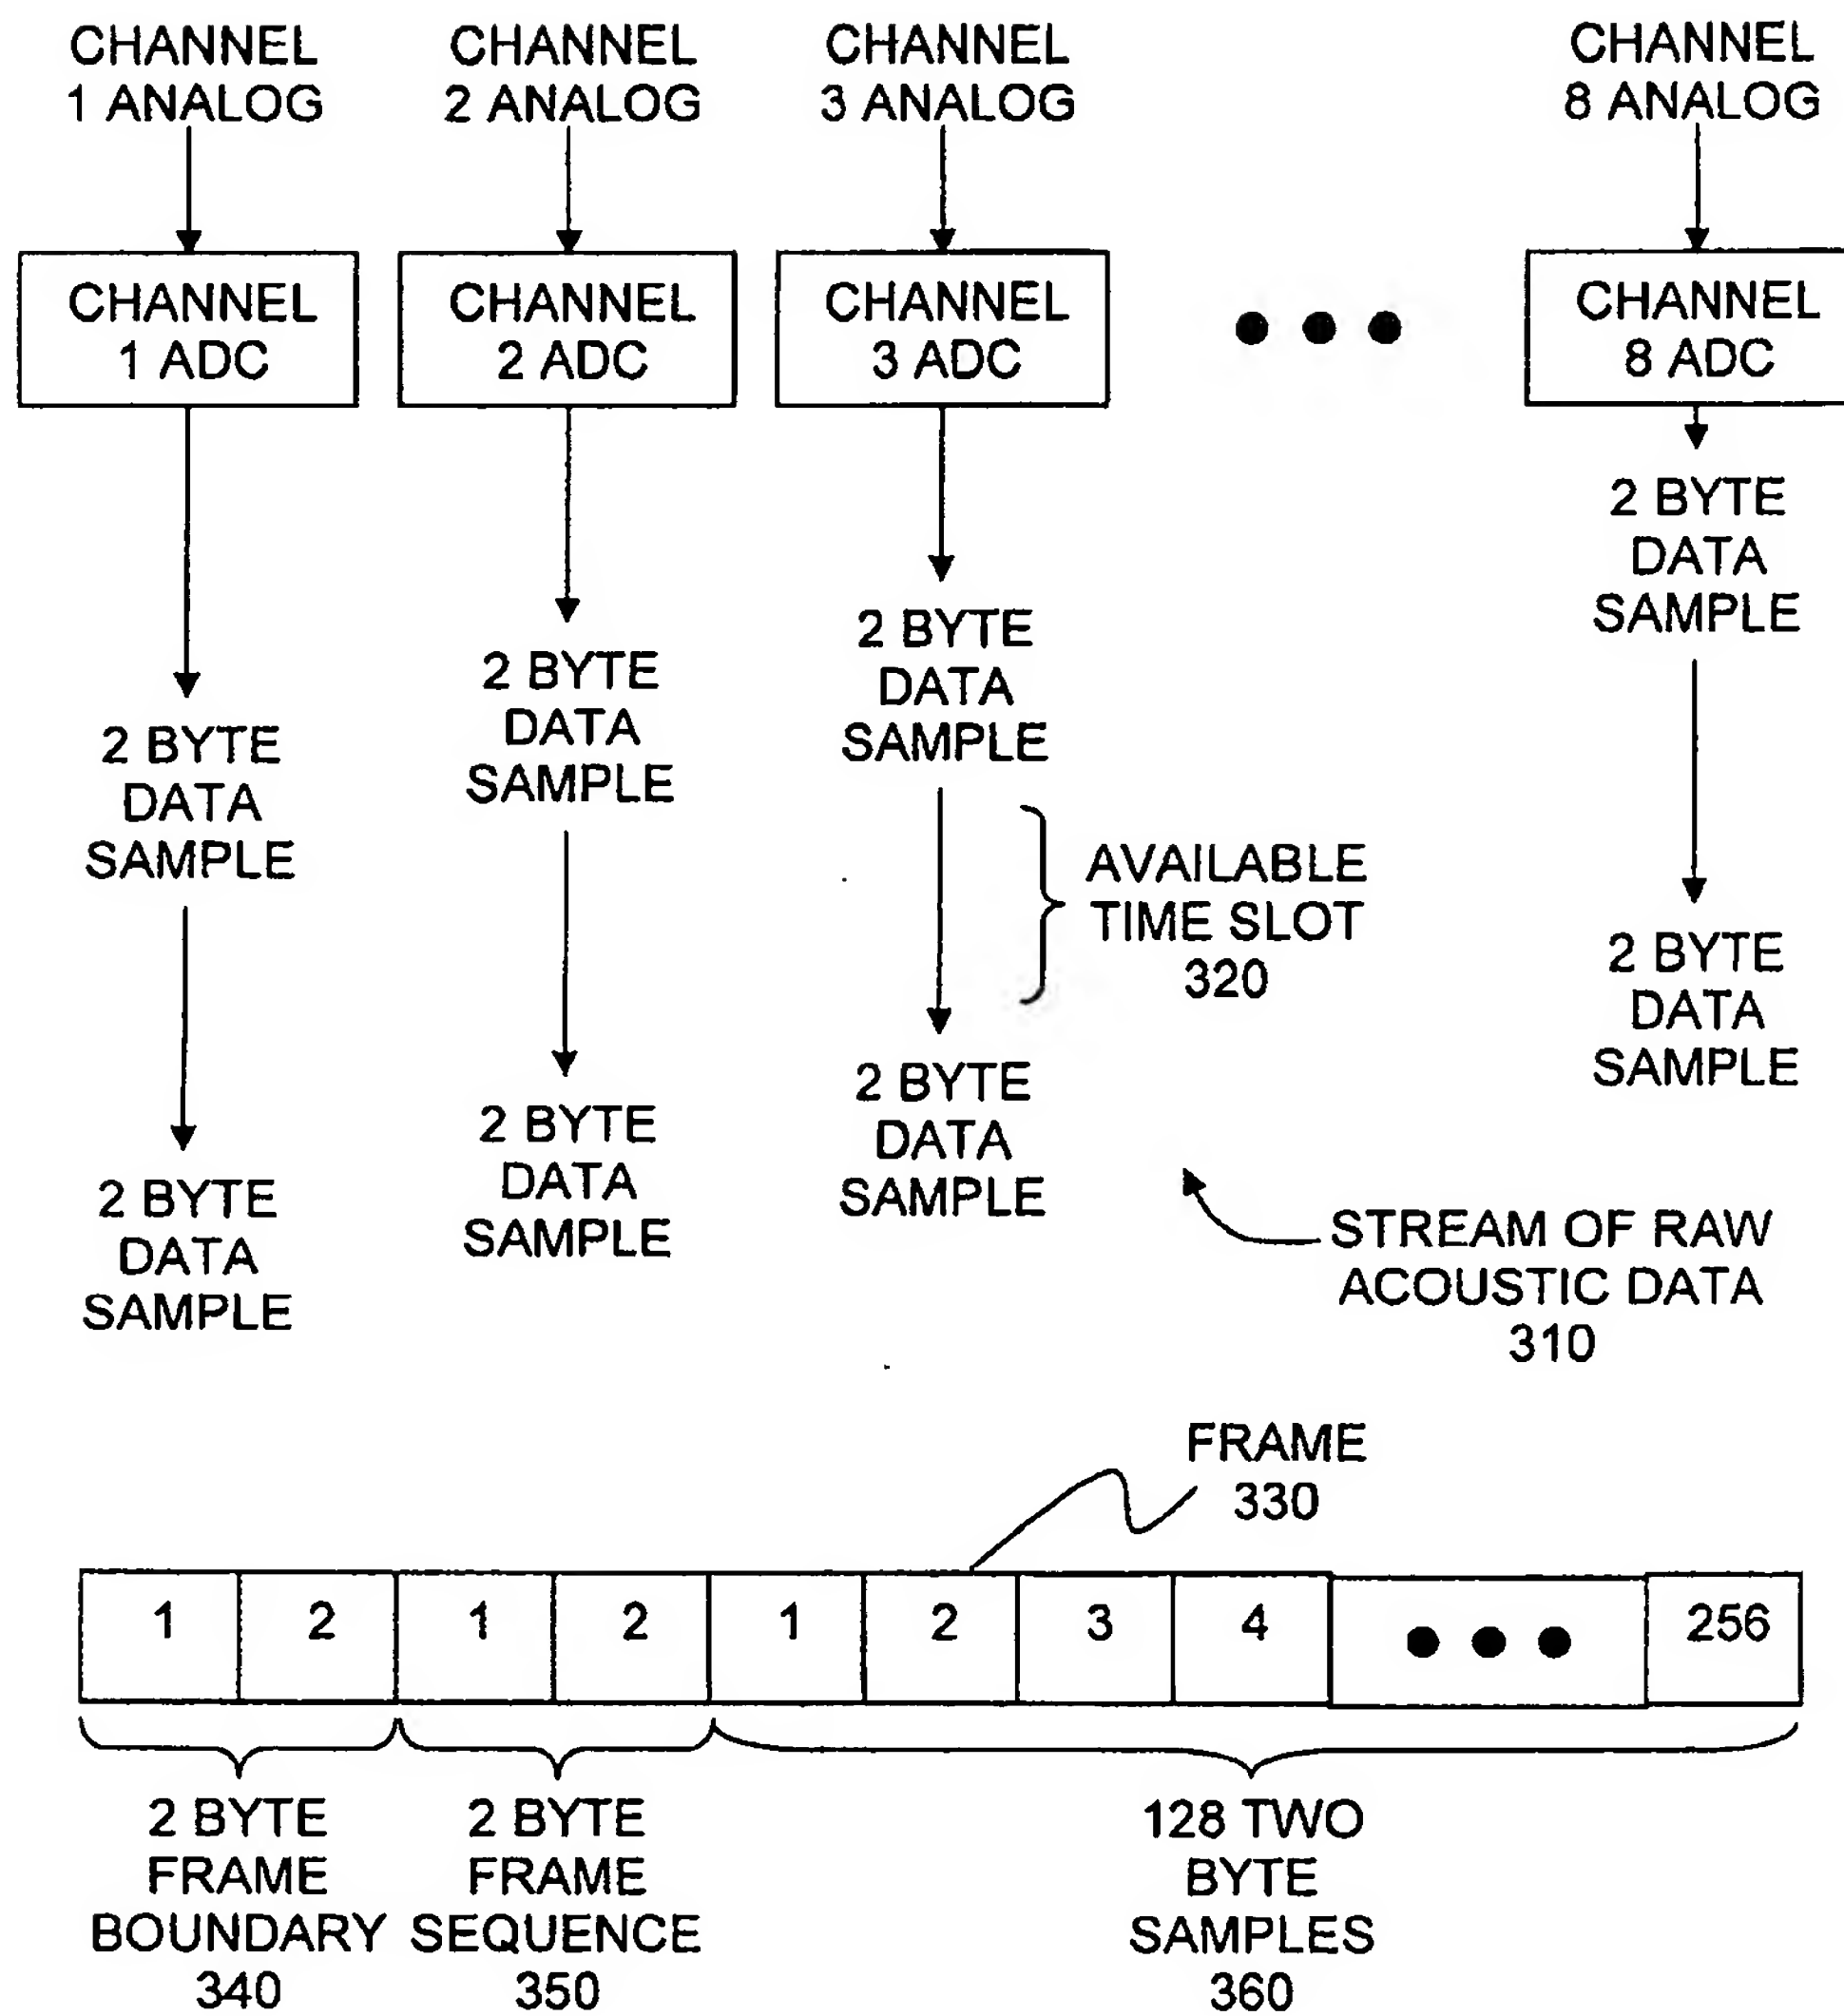 CHANNEL
1 ANALOG
CHANNEL
2 ANALOG
CHANNEL
3 ANALOG
CHANNEL
8 ANALOG
CHANNEL
1 ADC
CHANNEL
2 ADC
CHANNEL
3 ADC
CHANNEL
8 ADC
2 BYTE
DATA
SAMPLE
2 BYTE
DATA
SAMPLE
2 BYTE
DATA
SAMPLE
2 BYTE
DATA
SAMPLE
AVAILABLE
TIME SLOT
320
2 BYTE
DATA
SAMPLE
2 BYTE
DATA
SAMPLE
2 BYTE
DATA
SAMPLE
2 BYTE
DATA
SAMPLE
STREAM OF RAW
ACOUSTIC DATA
310
FRAME
330
1 2 1 2 1 2 3 4 ● ● ● 256
2 BYTE
FRAME
BOUNDARY
340
2 BYTE
FRAME
SEQUENCE
350
128 TWO
BYTE
SAMPLES
360